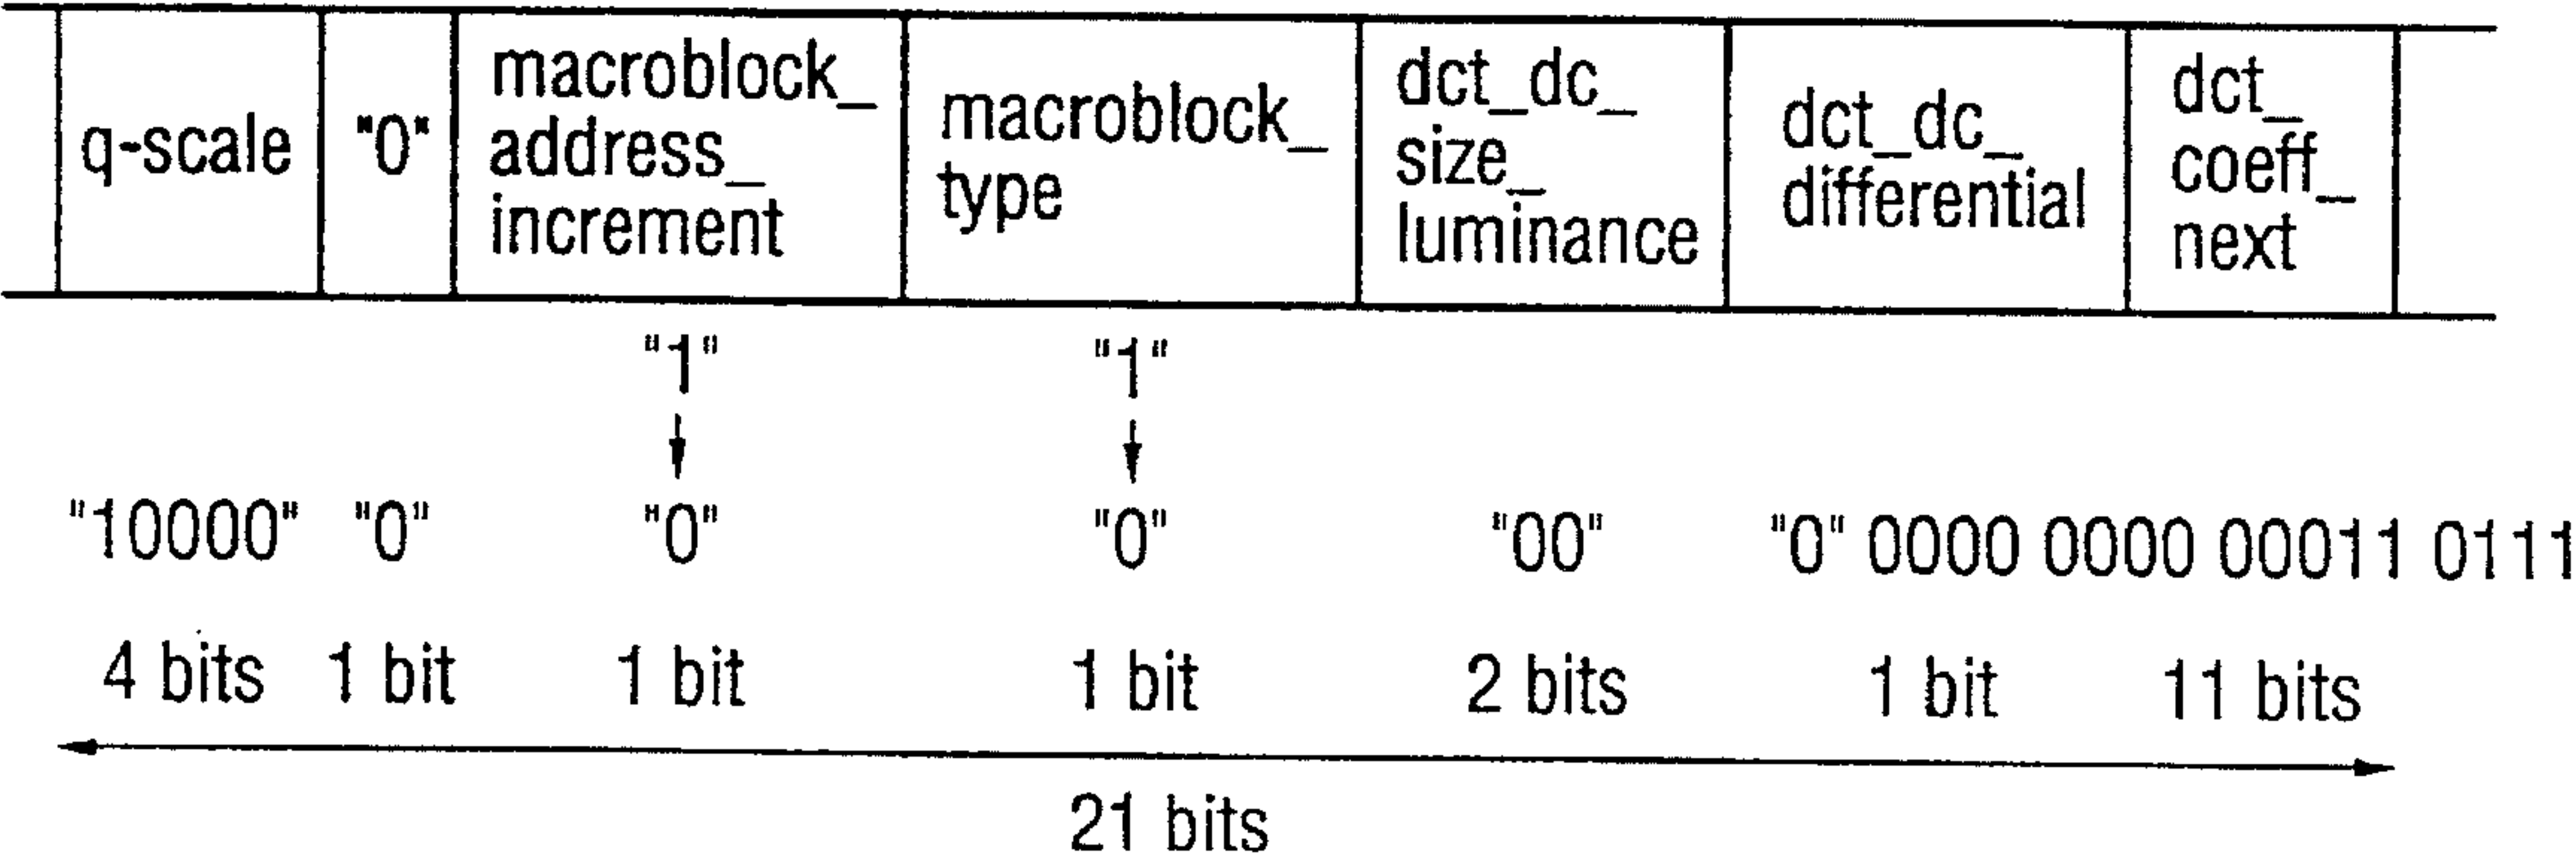 q-scale
"0"
macroblock_
address_
increment
macroblock_
type
dct_dc_
size_
luminance
dct_dc_
differential
dct_
coeff_
next
"1"
"1"
"10000" "0" "0" "0" "00" "0" 0000 0000 00011 0111
4 bits 1 bit 1 bit 1 bit 2 bits 1 bit 11 bits
21 bits